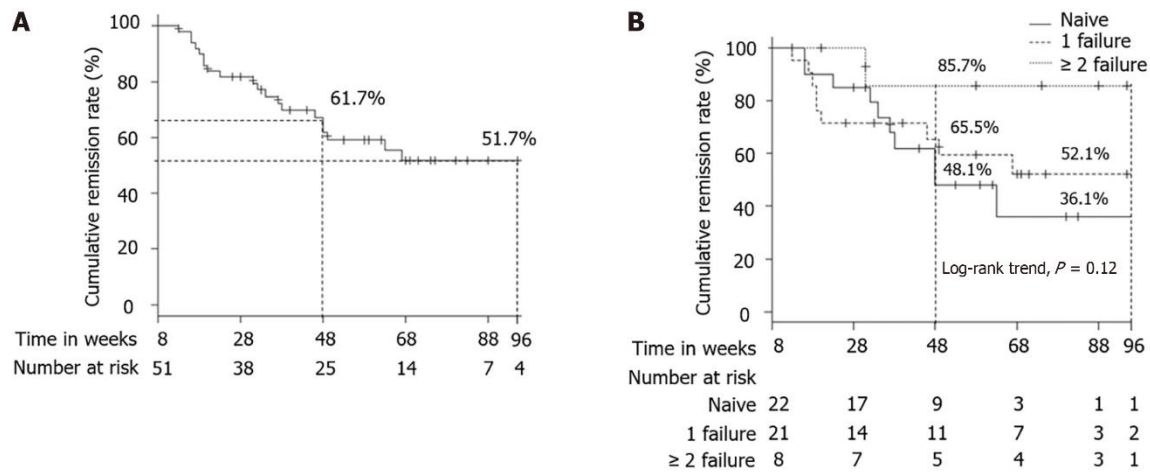 A
Cumulative remission rate (%)
100
80
60
40
20
0
61.7%
51.7%
Time in weeks 8 28 48 68 88 96
Number at risk 51 38 25 14 7 4
B
Naive
1 failure
≥ 2 failure
Cumulative remission rate (%)
100
80
60
40
20
0
85.7%
65.5%
52.1%
48.1%
36.1%
Log-rank trend, P = 0.12
Time in weeks 8 28 48 68 88 96
Number at risk
Naive 22 17 9 3 1 1
1 failure 21 14 11 7 3 2
≥ 2 failure 8 7 5 4 3 1